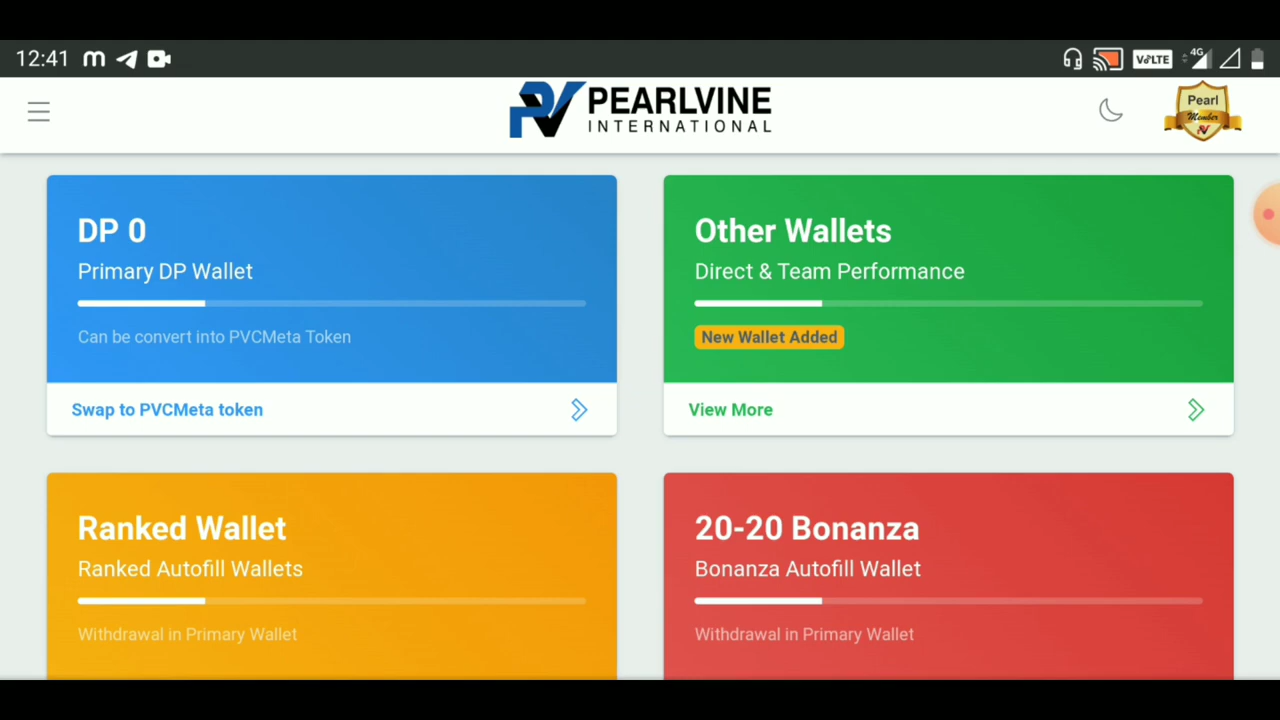 12:41
4G
VoLTE
PEARLVINE
INTERNATIONAL
Pearl
Member
PV
DP 0
Primary DP Wallet
Can be convert into PVCMeta Token
Swap to PVCMeta token
Other Wallets
Direct & Team Performance
New Wallet Added
View More
Ranked Wallet
Ranked Autofill Wallets
Withdrawal in Primary Wallet
20-20 Bonanza
Bonanza Autofill Wallet
Withdrawal in Primary Wallet